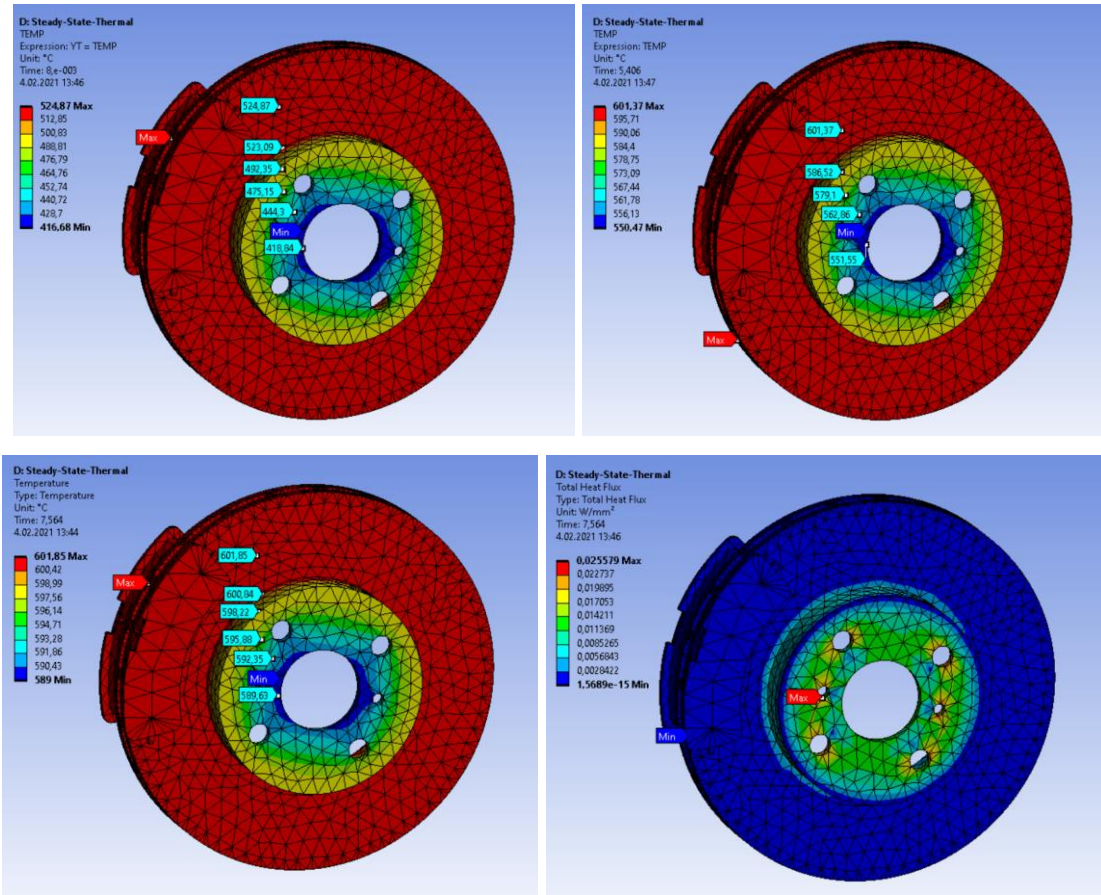 D: Steady-State-Thermal
TEMP
Expression: YT = TEMP
Unit: °C
Time: 8,e-003
4.02.2021 13:46
524,87 Max
512,85
500,83
488,81
476,79
464,76
452,74
440,72
428,7
416,68 Min
Max
524,87
523,09
492,35
475,15
444,3
Min
418,84
D: Steady-State-Thermal
TEMP
Expression: TEMP
Unit: °C
Time: 5,406
4.02.2021 13:47
601,37 Max
595,71
590,06
584,4
578,75
573,09
567,44
561,78
556,13
550,47 Min
601,37
586,52
579,1
562,86
Min
551,55
Max
D: Steady-State-Thermal
Temperature
Type: Temperature
Unit: °C
Time: 7,564
4.02.2021 13:44
601,85 Max
600,42
598,99
597,56
596,14
594,71
593,28
591,86
590,43
589 Min
601,85
Max
600,84
598,22
595,88
592,35
Min
589,63
D: Steady-State-Thermal
Total Heat Flux
Type: Total Heat Flux
Unit: W/mm²
Time: 7,564
4.02.2021 13:46
0,025579 Max
0,022737
0,019895
0,017053
0,014211
0,011369
0,0085265
0,0056843
0,0028422
1,5689e-15 Min
Max
Min